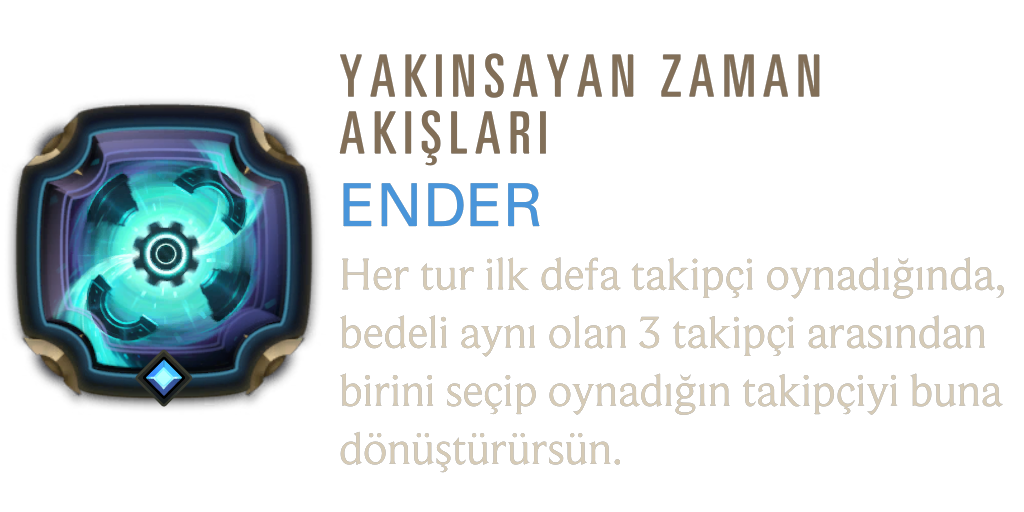 YAKINSAYAN ZAMAN
AKIŞLARI
ENDER
Her tur ilk defa takipçi oynadığında,
bedeli aynı olan 3 takipçi arasından
birini seçip oynadığın takipçiyi buna
dönüştürürsün.